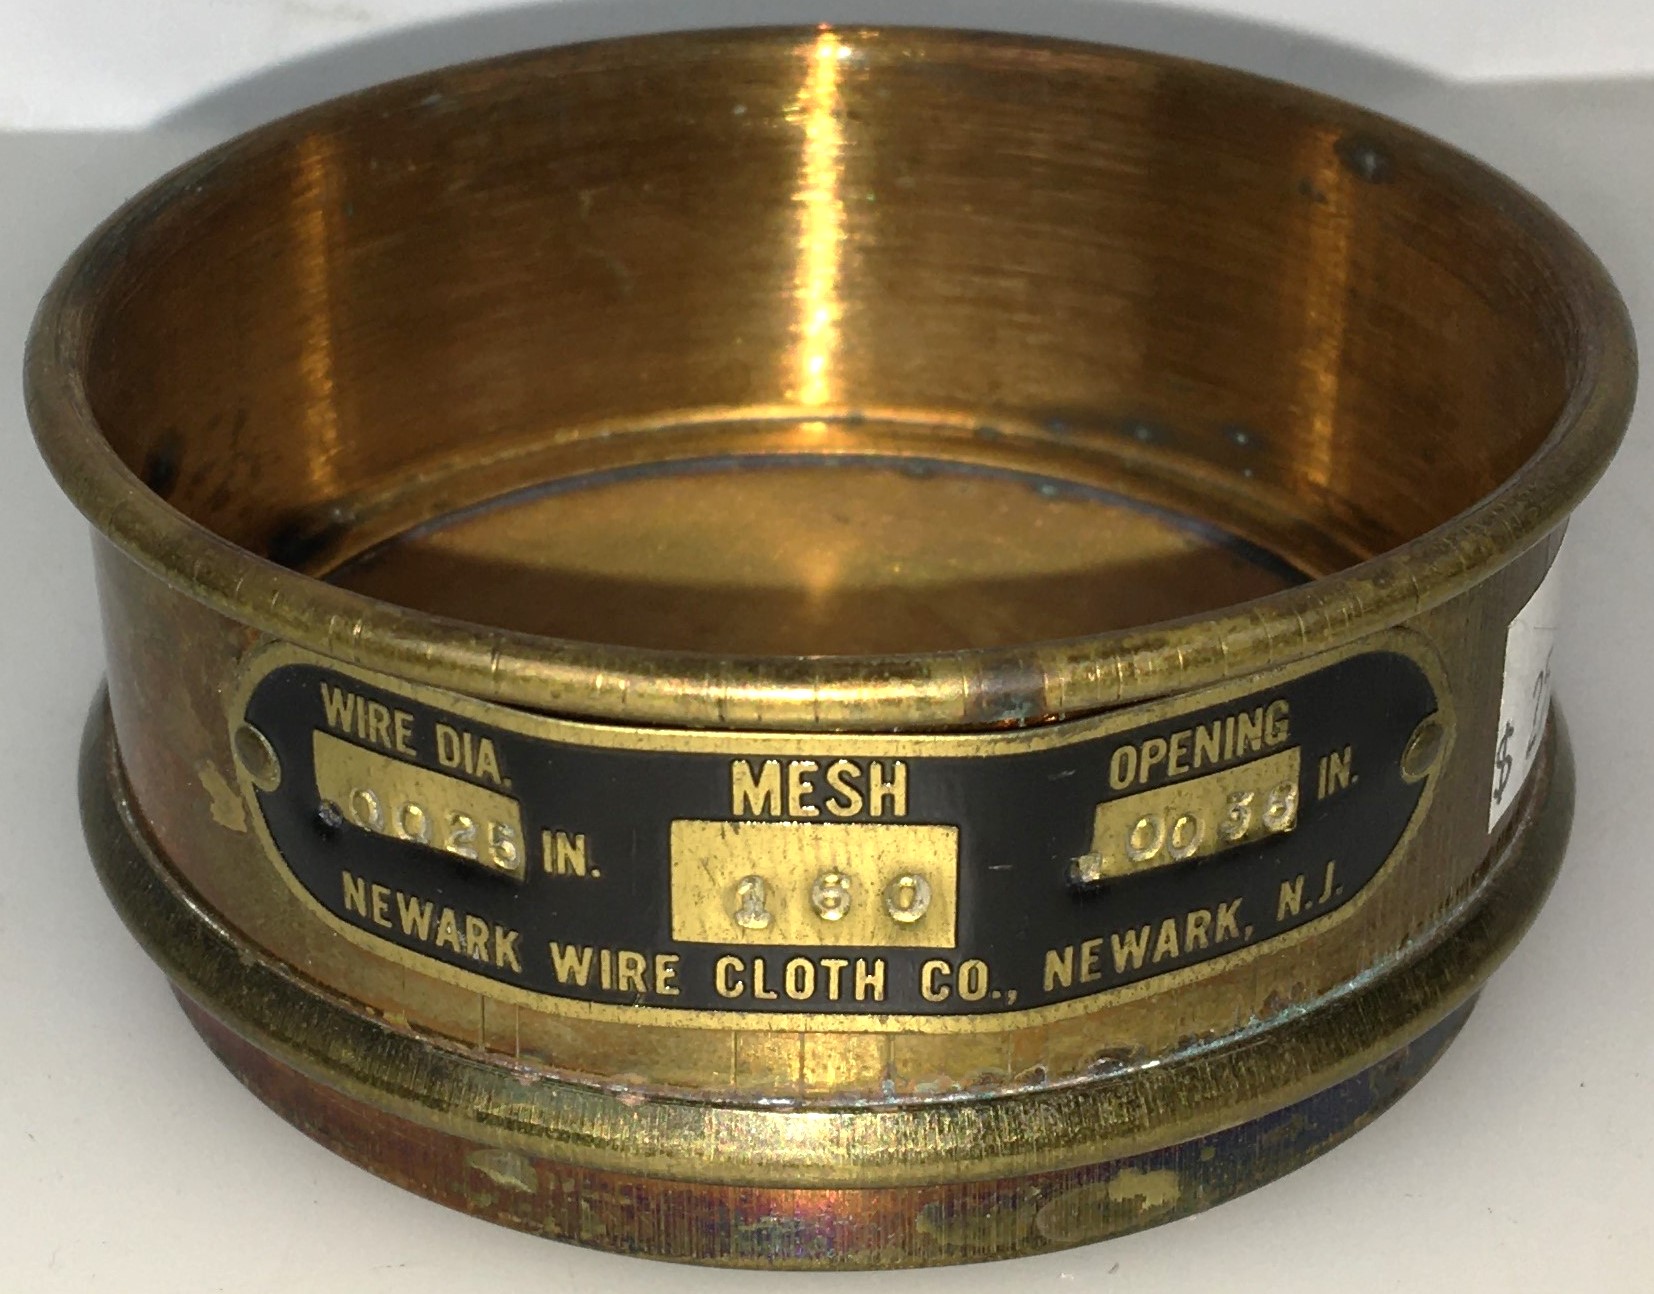 WIRE DIA.
.0025 IN.
MESH
160
OPENING
.0038 IN.
NEWARK WIRE CLOTH CO., NEWARK, N.J.
$